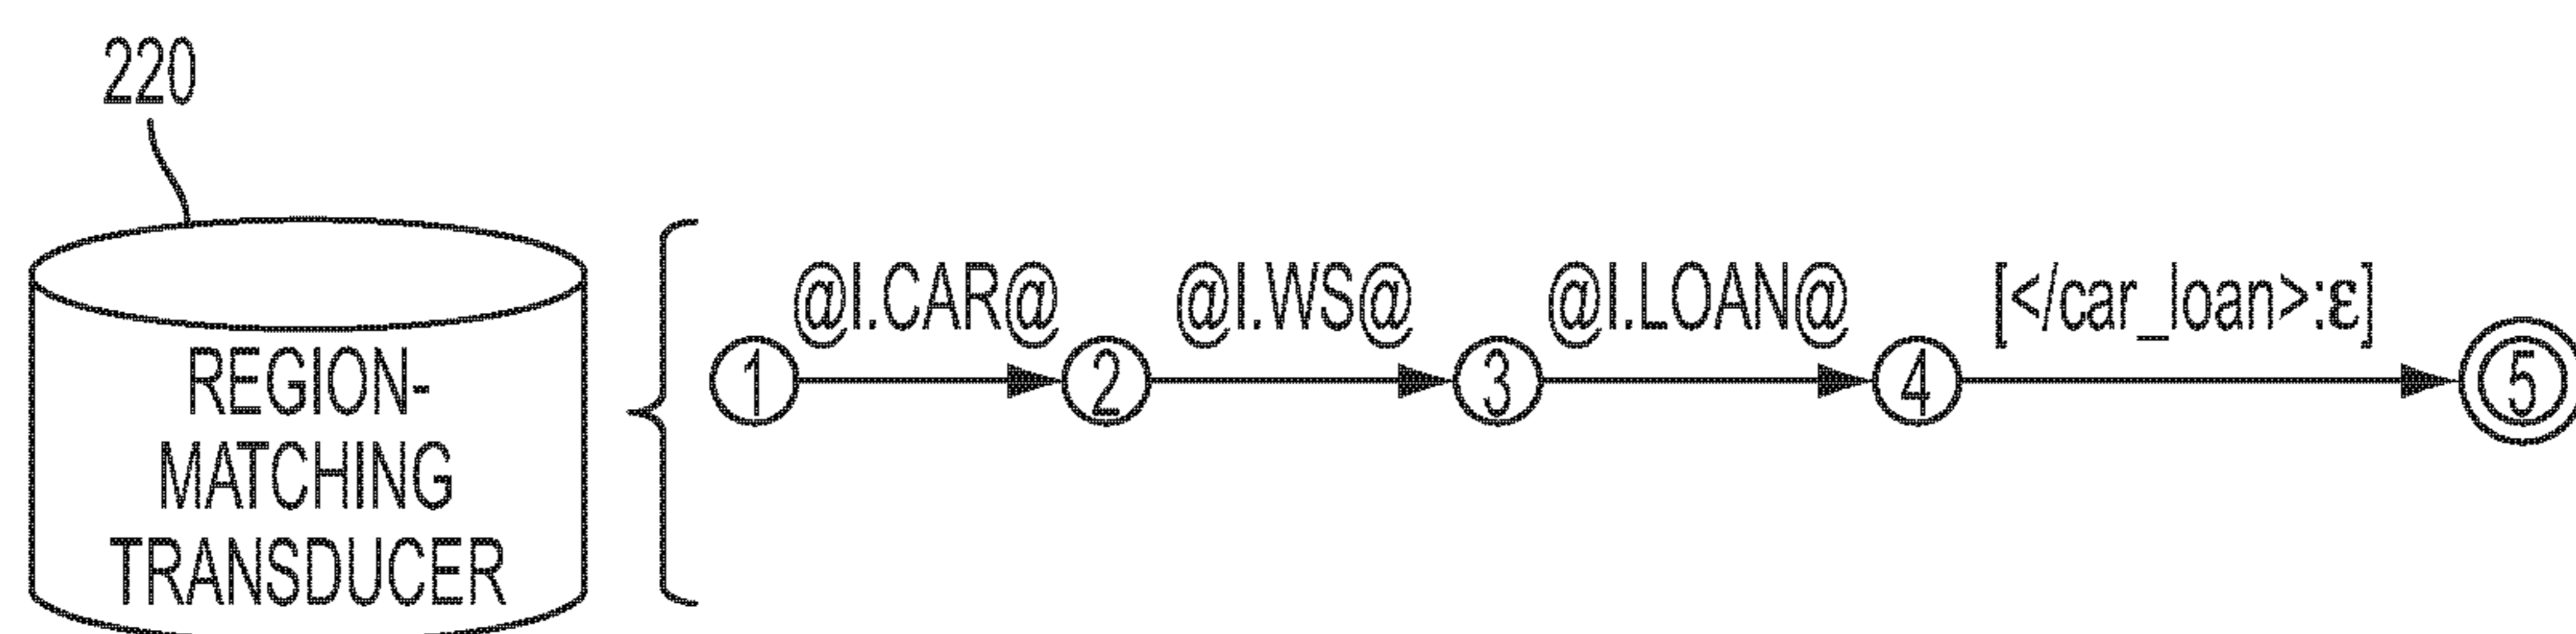 220
REGION-
MATCHING
TRANSDUCER
@I.CAR@ @I.WS@ @I.LOAN@ [</car_loan>:ε]
1 2 3 4 5